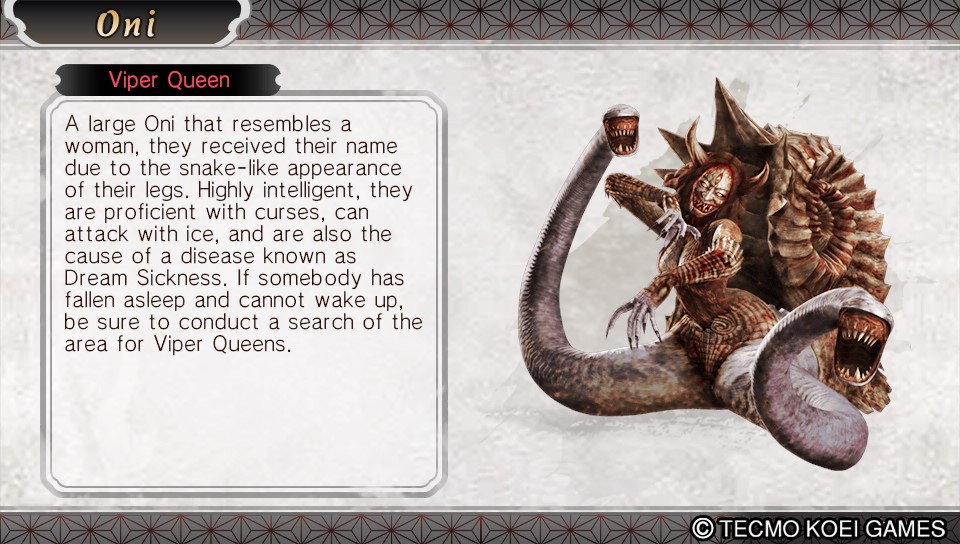 Oni
Viper Queen
A large Oni that resembles a
woman, they received their name
due to the snake-like appearance
of their legs. Highly intelligent, they
are proficient with curses, can
attack with ice, and are also the
cause of a disease known as
Dream Sickness. If somebody has
fallen asleep and cannot wake up,
be sure to conduct a search of the
area for Viper Queens.
© TECMO KOEI GAMES